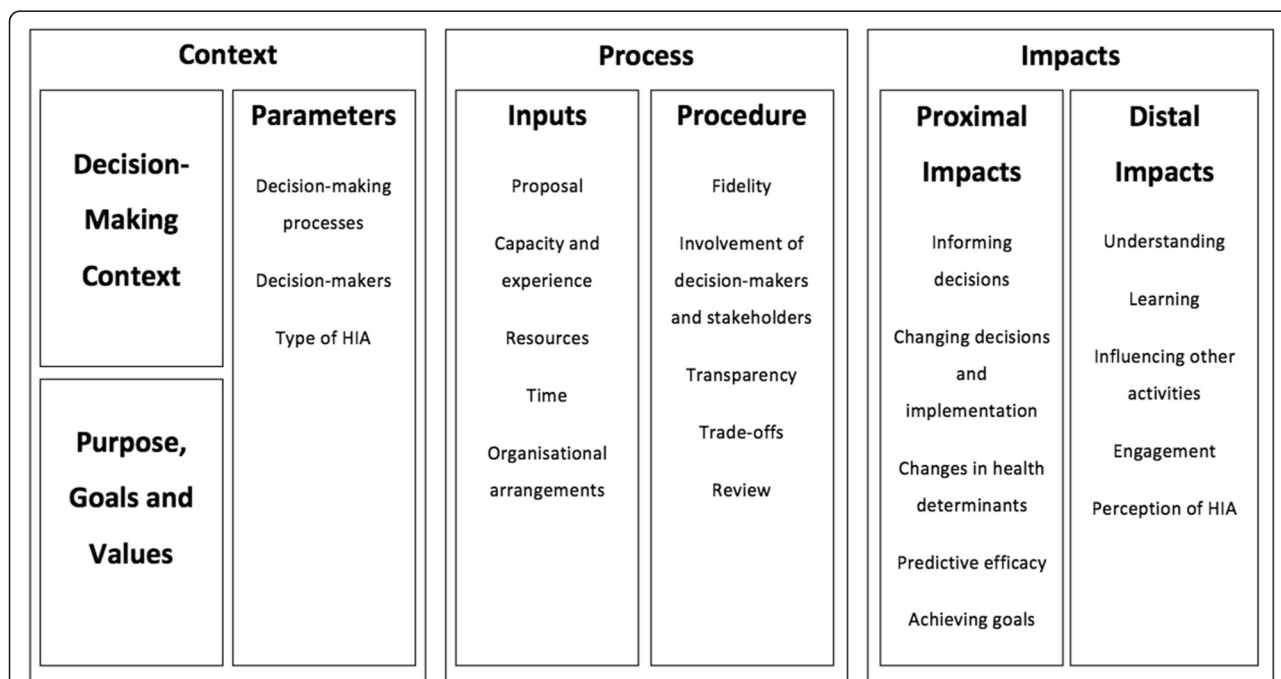 Context
Decision-
Making
Context
Purpose,
Goals and
Values
Parameters
Decision-making
processes
Decision-makers
Type of HIA
Process
Inputs
Proposal
Capacity and
experience
Resources
Time
Organisational
arrangements
Procedure
Fidelity
Involvement of
decision-makers
and stakeholders
Transparency
Trade-offs
Review
Impacts
Proximal
Impacts
Informing
decisions
Changing decisions
and
implementation
Changes in health
determinants
Predictive efficacy
Achieving goals
Distal
Impacts
Understanding
Learning
Influencing other
activities
Engagement
Perception of HIA